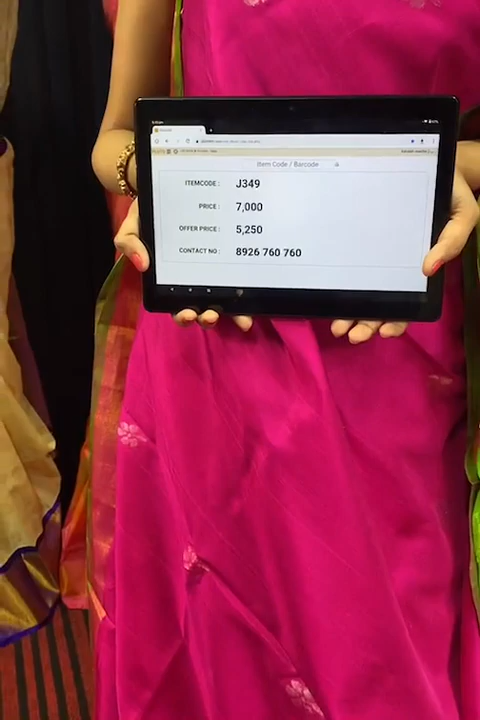 Item Code / Barcode
ITEMCODE : J349
PRICE : 7,000
OFFER PRICE : 5,250
CONTACT NO : 8926 760 760